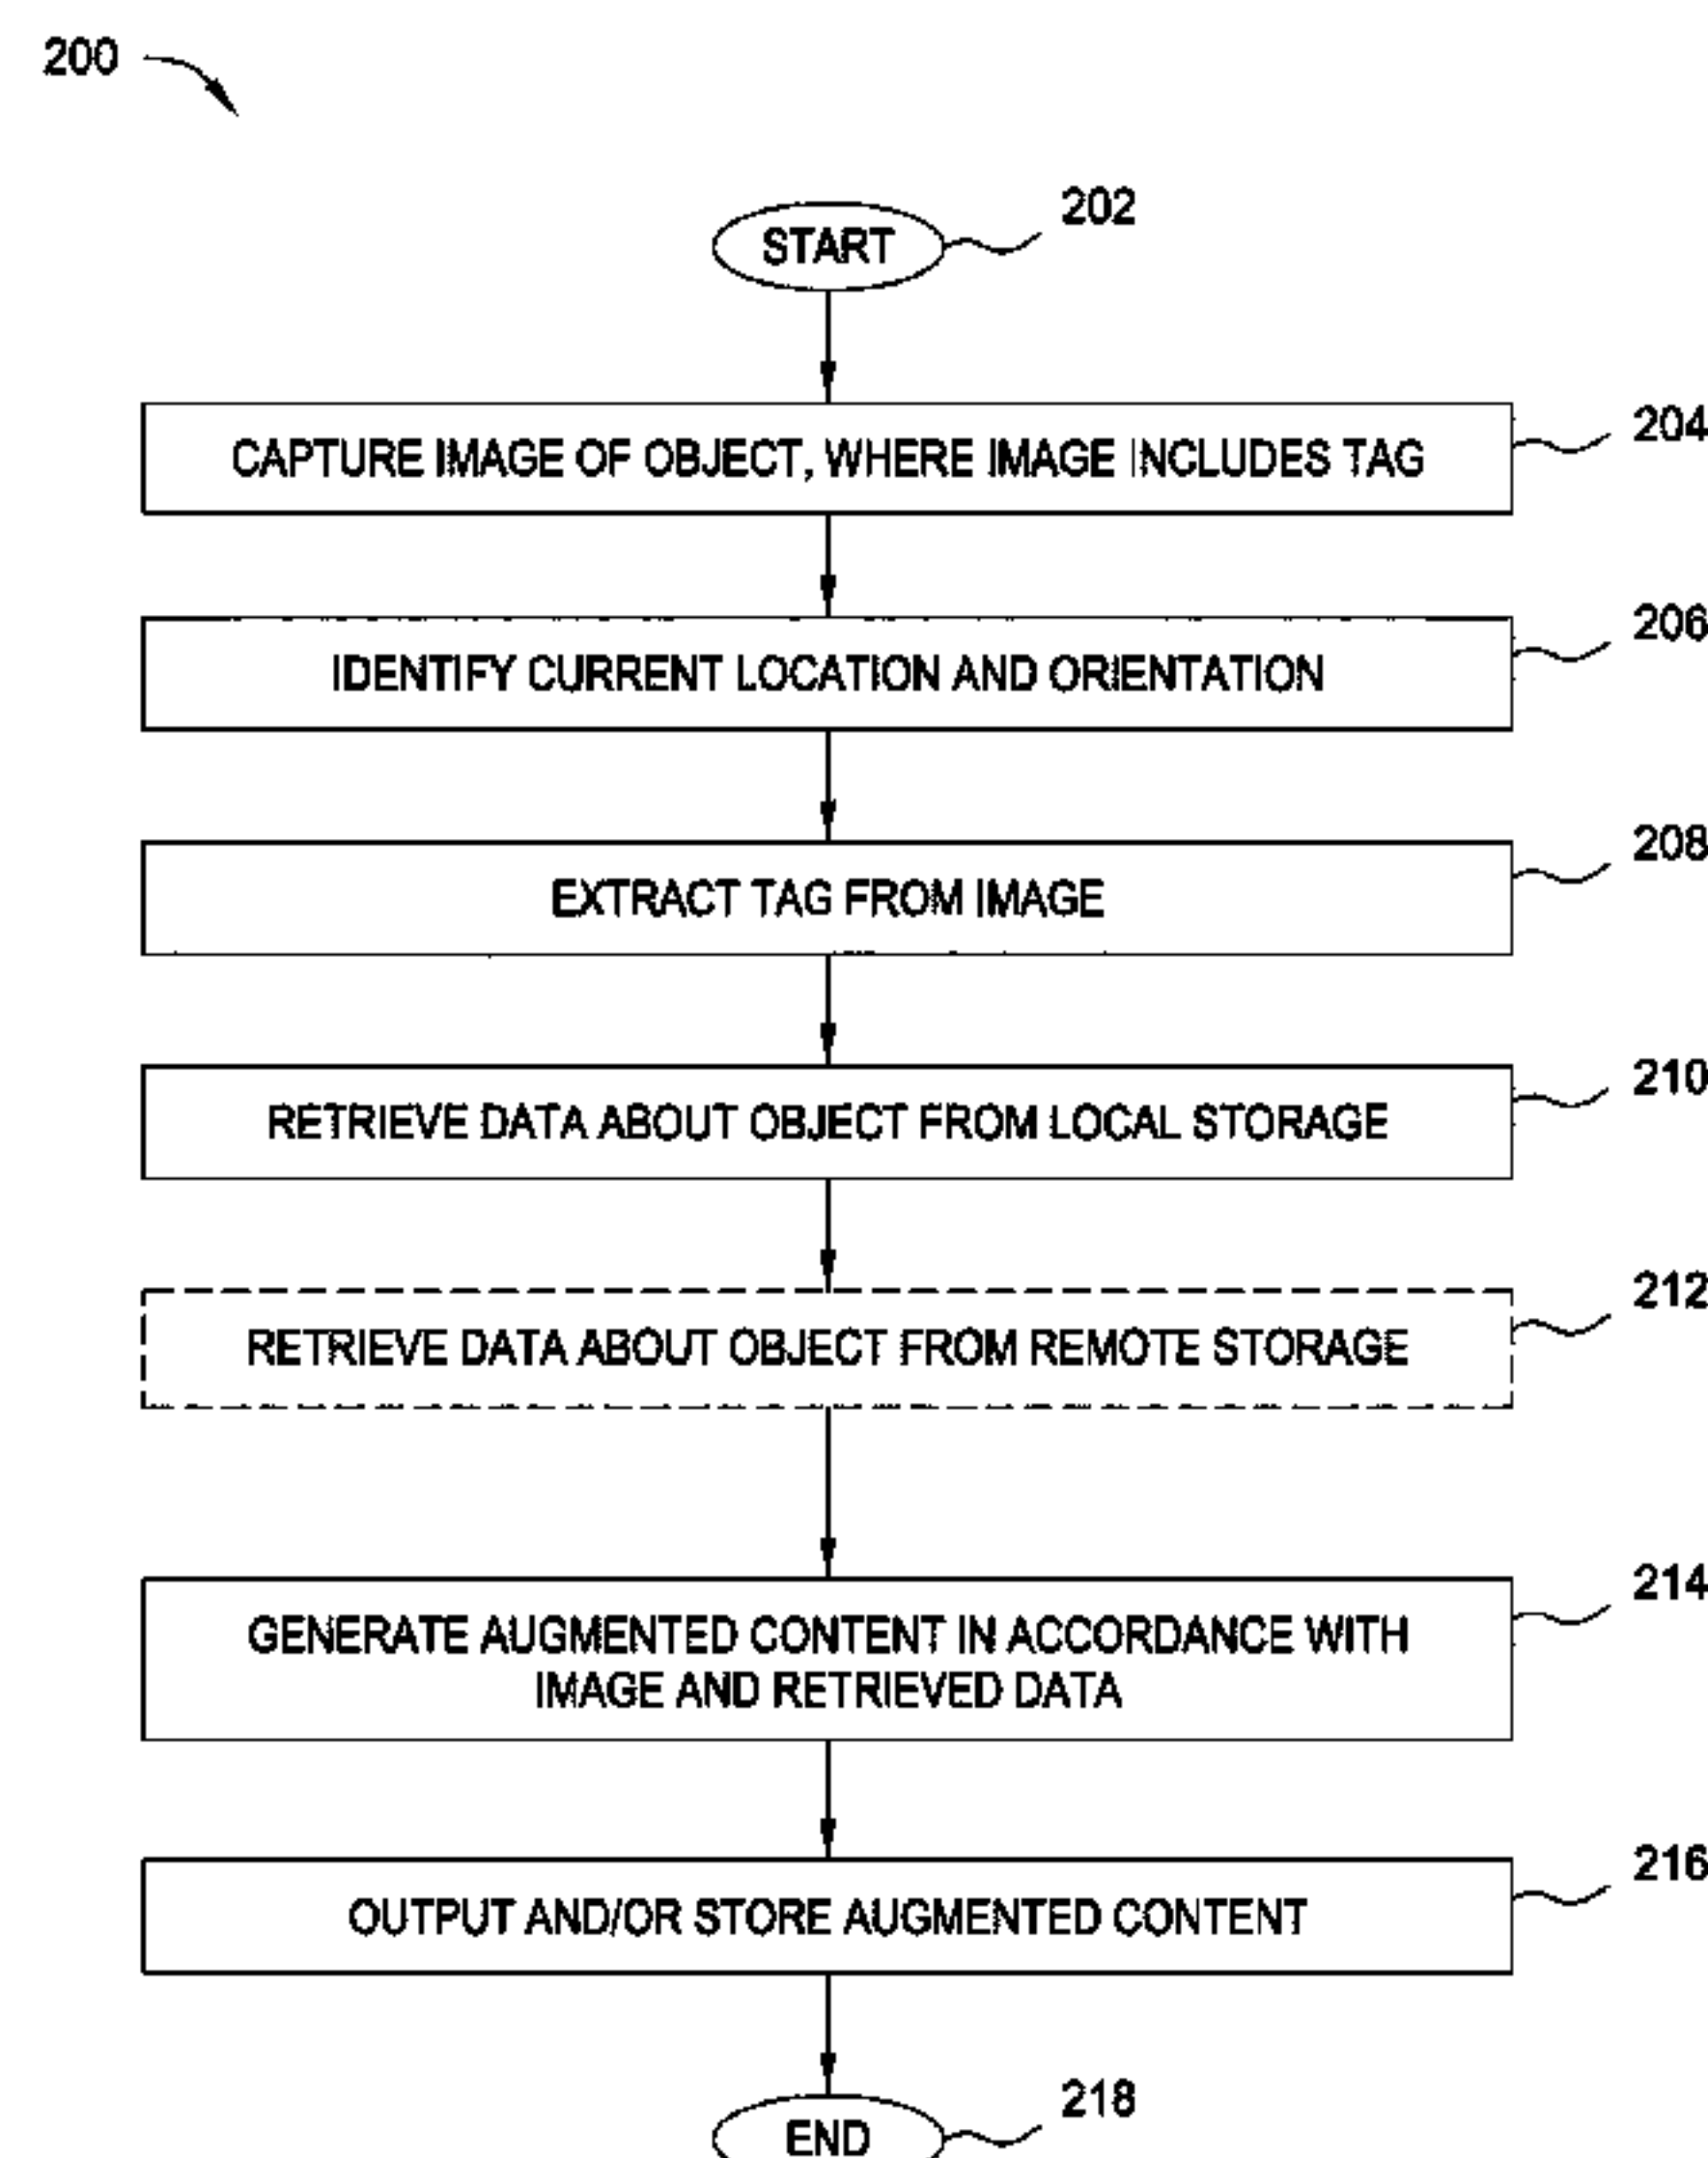 200
START 202
CAPTURE IMAGE OF OBJECT, WHERE IMAGE INCLUDES TAG 204
IDENTIFY CURRENT LOCATION AND ORIENTATION 206
EXTRACT TAG FROM IMAGE 208
RETRIEVE DATA ABOUT OBJECT FROM LOCAL STORAGE 210
RETRIEVE DATA ABOUT OBJECT FROM REMOTE STORAGE 212
GENERATE AUGMENTED CONTENT IN ACCORDANCE WITH 214
IMAGE AND RETRIEVED DATA
OUTPUT AND/OR STORE AUGMENTED CONTENT 216
END 218